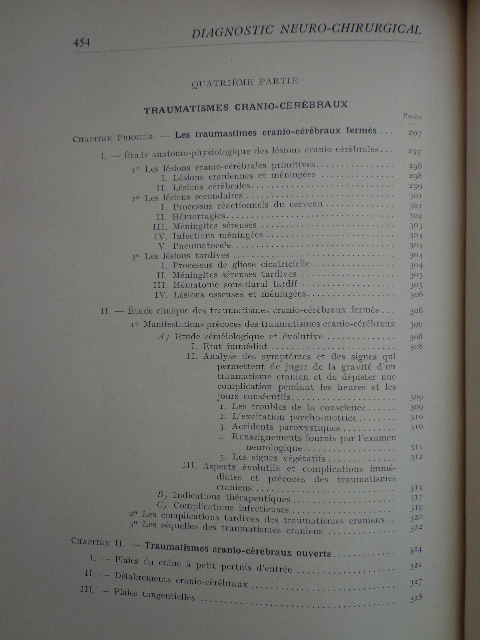 454
DIAGNOSTIC NEURO-CHIRURGICAL
QUATRIÈME PARTIE
TRAUMATISMES CRANIO-CÉRÉBRAUX
Pages
CHAPITRE PREMIER. — Les traumastimes cranio-cérébraux fermés ... 297
I. — Étude anatomo-physiologique des lésions cranio-cérébrales... 297
1º Les lésions cranio-cérébrales primitives................ 298
I. Lésions craniennes et méningées ............... 298
II. Lésions cérébrales............................. 299
2º Les lésions secondaires............................... 301
I. Processus réactionnels du cerveau ............... 301
II. Hémorragies................................... 302
III. Méningites séreuses ........................... 303
IV. Infections méningées .......................... 304
V. Pneumatocèle .................................. 304
3º Les lésions tardives ................................. 304
I. Processus de gliose cicatricielle ................ 304
II. Méningites séreuses tardives ................... 305
III. Hématome sous-dural tardif .................... 305
IV. Lésions osseuses et méningées................... 306
II. — Étude clinique des traumatismes cranio-cérébraux fermés ... 306
1º Manifestations précoces des traumatismes cranio-cérébraux 306
A) Étude séméiologique et évolutive ............... 308
I. État immédiat ............................. 308
II. Analyse des symptômes et des signes qui
permettent de juger de la gravité d'un
traumatisme cranien et de dépister une
complication pendant les heures et les
jours consécutifs............................ 309
1. Les troubles de la conscience....... 309
2. L'excitation psycho-motrice ......... 310
3. Accidents paroxystiques ............. 310
4. Renseignements fournis par l'examen
neurologique......................... 311
5. Les signes végétatifs ............... 312
III. Aspects évolutifs et complications immé-
diates et précoces des traumatismes
craniens ................................... 314
B) Indications thérapeutiques ..................... 317
C) Complications infectieuses ..................... 319
2º Les complications tardives des traumatismes craniens .. 320
3º Les séquelles des traumatismes craniens .............. 322
CHAPITRE II. — Traumatismes cranio-cérébraux ouverts ............. 324
I. — Plaies du crâne à petit pertuis d'entrée .................. 324
II. — Délabrements cranio-cérébraux ........................... 327
III. — Plaies tangentielles .................................... 328